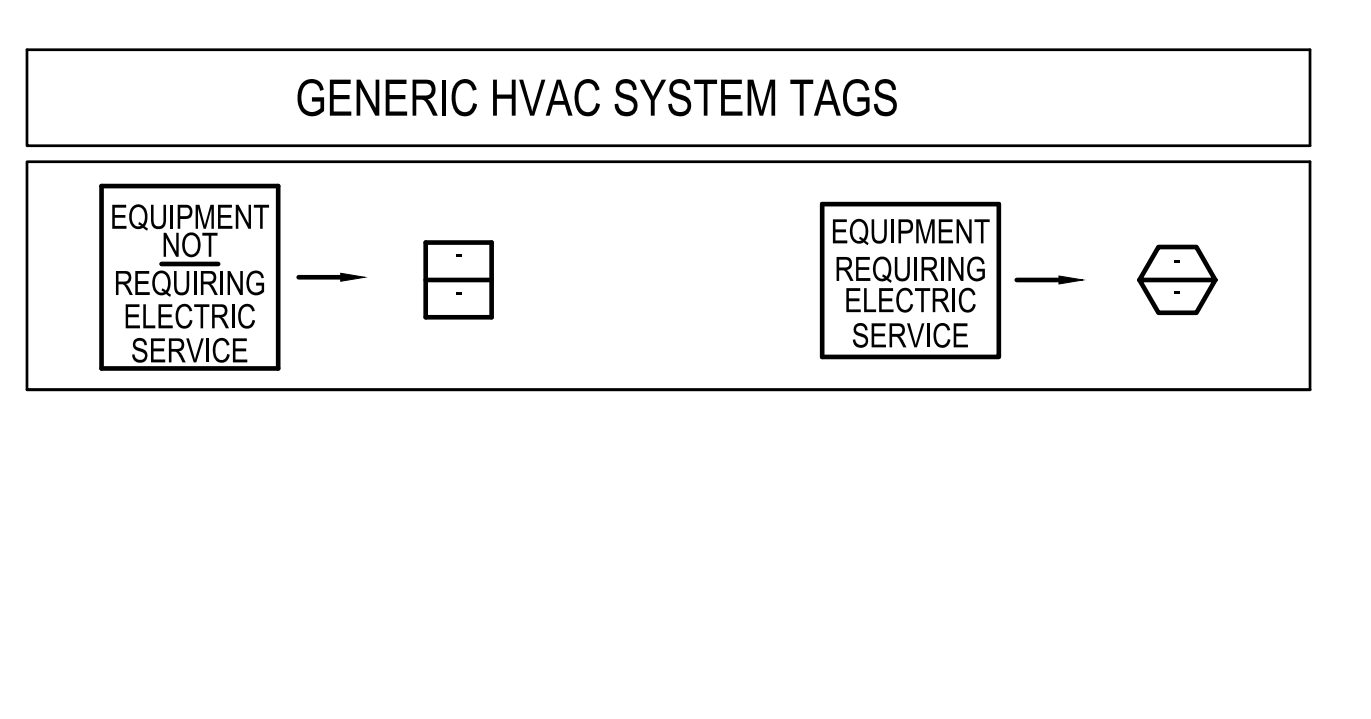 GENERIC HVAC SYSTEM TAGS
EQUIPMENT
NOT
REQUIRING
ELECTRIC
SERVICE
-
-
EQUIPMENT
REQUIRING
ELECTRIC
SERVICE
-
-